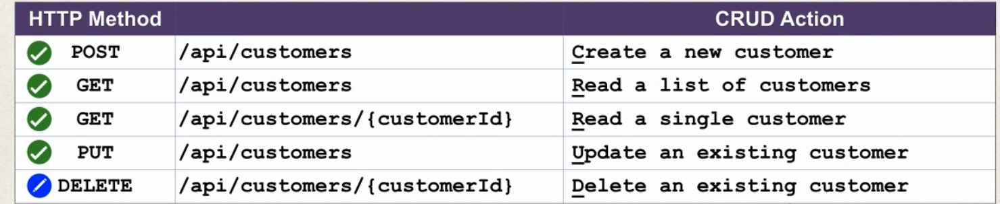 HTTP Method CRUD Action
POST /api/customers Create a new customer
GET /api/customers Read a list of customers
GET /api/customers/{customerId} Read a single customer
PUT /api/customers Update an existing customer
DELETE /api/customers/{customerId} Delete an existing customer